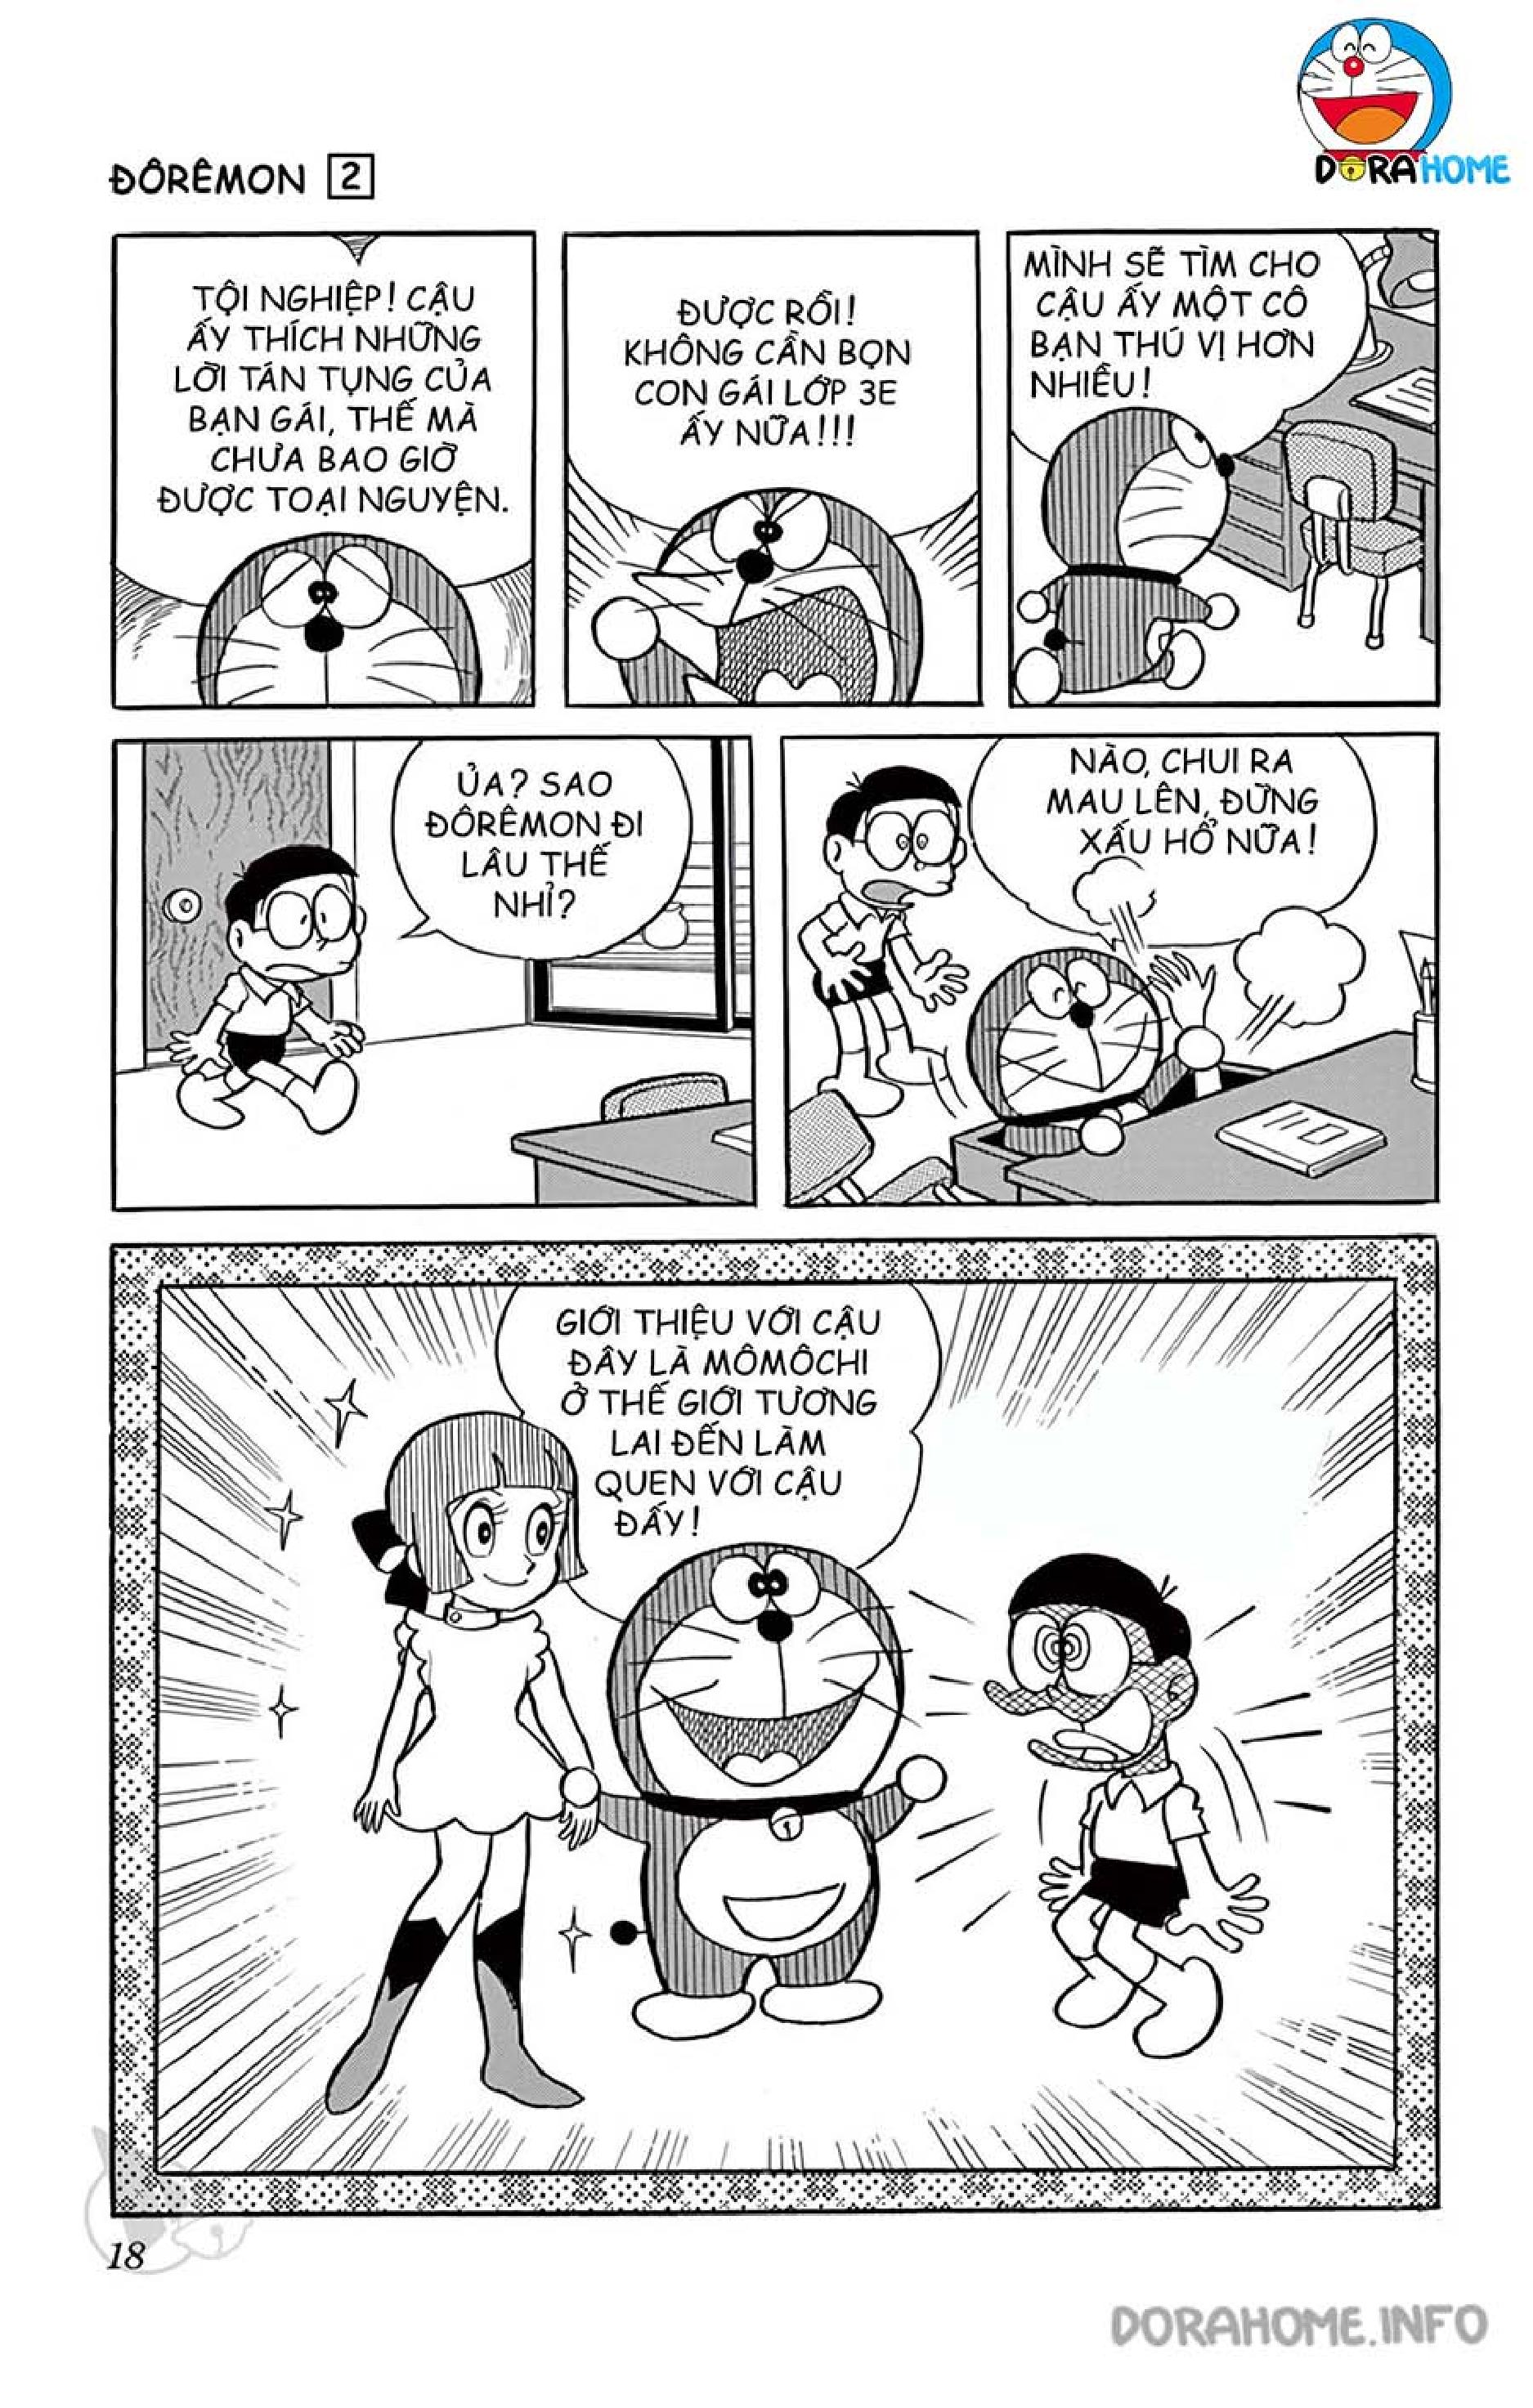 DORAHOME
ĐÔRÊMON 2
TỘI NGHIỆP! CẬU
ẤY THÍCH NHỮNG
LỜI TÁN TỤNG CỦA
BẠN GÁI, THẾ MÀ
CHƯA BAO GIỜ
ĐƯỢC TOẠI NGUYỆN.
ĐƯỢC RỒI!
KHÔNG CẦN BỌN
CON GÁI LỚP 3E
ẤY NỮA!!!
MÌNH SẼ TÌM CHO
CẬU ẤY MỘT CÔ
BẠN THÚ VỊ HƠN
NHIỀU!
ỦA? SAO
ĐÔRÊMON ĐI
LÂU THẾ
NHỈ?
NÀO, CHUI RA
MAU LÊN, ĐỪNG
XẤU HỔ NỮA!
GIỚI THIỆU VỚI CẬU
ĐÂY LÀ MÔMÔCHI
Ở THẾ GIỚI TƯƠNG
LAI ĐẾN LÀM
QUEN VỚI CẬU
ĐẤY!
18
DORAHOME.INFO